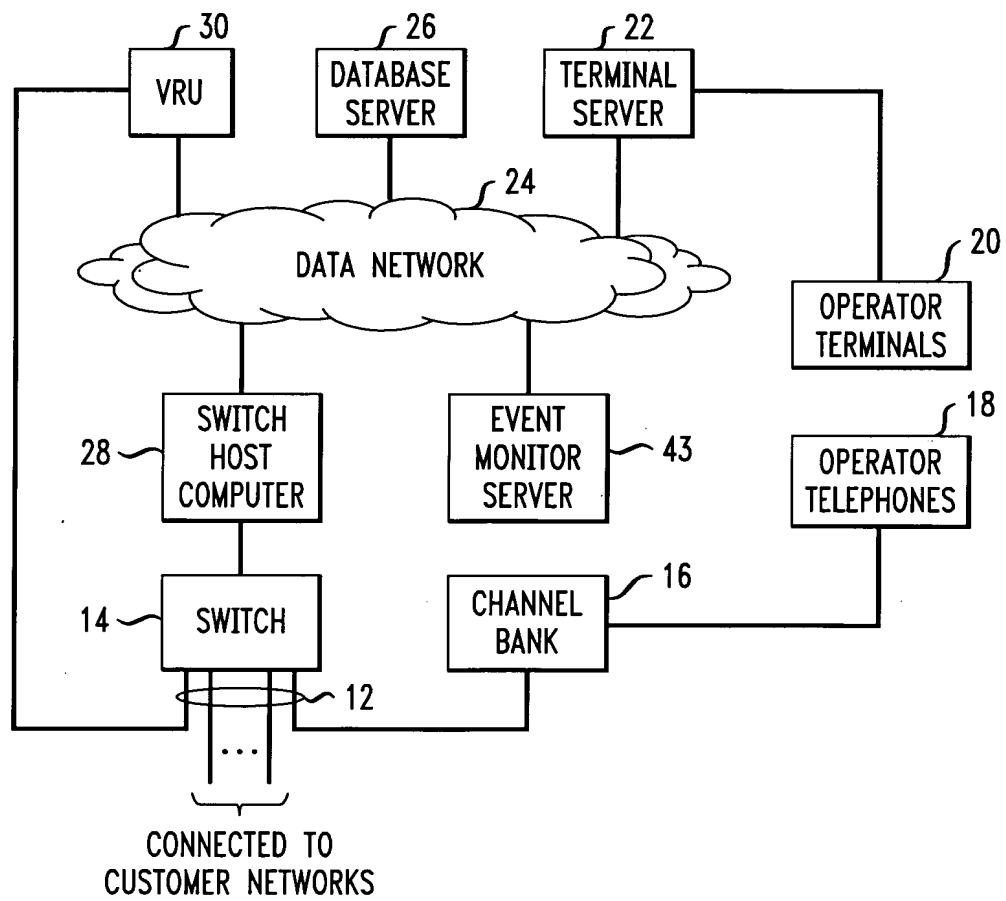 30
26
22
VRU
DATABASE
SERVER
TERMINAL
SERVER
24
DATA NETWORK
20
OPERATOR
TERMINALS
SWITCH
HOST
COMPUTER
28
EVENT
MONITOR
SERVER
43
18
OPERATOR
TELEPHONES
14
SWITCH
16
CHANNEL
BANK
12
...
CONNECTED TO
CUSTOMER NETWORKS